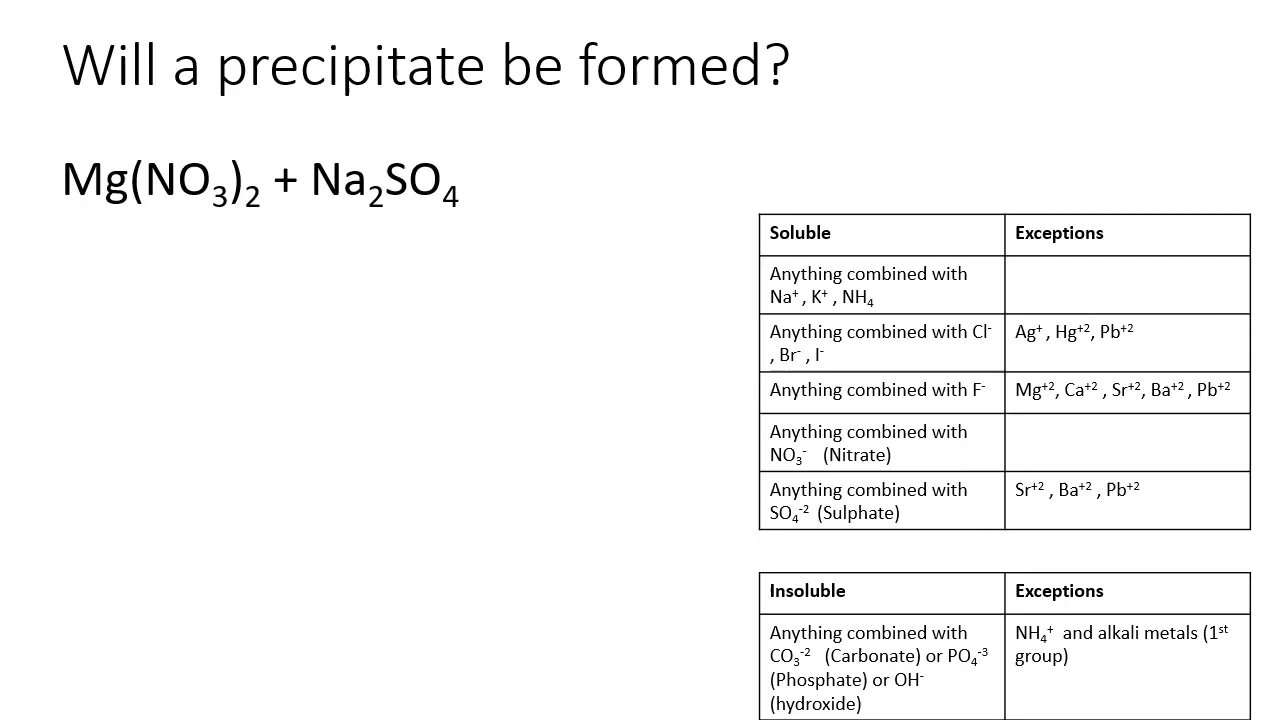 Will a precipitate be formed?
Mg(NO₃)₂ + Na₂SO₄
Soluble Exceptions
Anything combined with
Na⁺ , K⁺ , NH₄
Anything combined with Cl⁻ Ag⁺ , Hg⁺², Pb⁺²
, Br⁻ , I⁻
Anything combined with F⁻ Mg⁺², Ca⁺² , Sr⁺², Ba⁺² , Pb⁺²
Anything combined with
NO₃⁻ (Nitrate)
Anything combined with Sr⁺² , Ba⁺² , Pb⁺²
SO₄⁻² (Sulphate)
Insoluble Exceptions
Anything combined with NH₄⁺ and alkali metals (1ˢᵗ
CO₃⁻² (Carbonate) or PO₄⁻³ group)
(Phosphate) or OH⁻
(hydroxide)